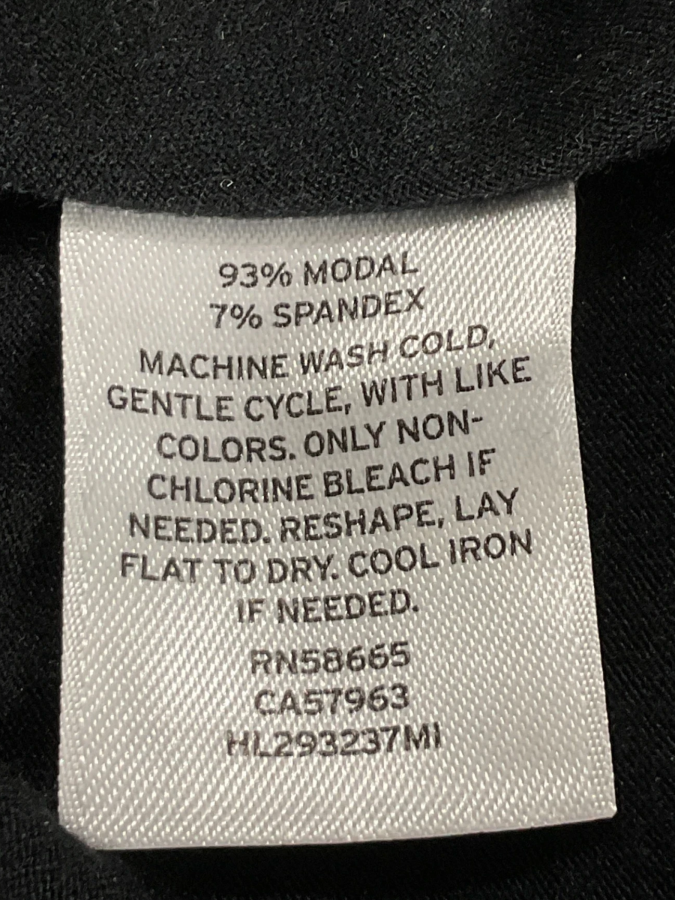 93% MODAL
7% SPANDEX
MACHINE WASH COLD,
GENTLE CYCLE, WITH LIKE
COLORS. ONLY NON-
CHLORINE BLEACH IF
NEEDED. RESHAPE, LAY
FLAT TO DRY. COOL IRON
IF NEEDED.
RN58665
CA57963
HL293237MI